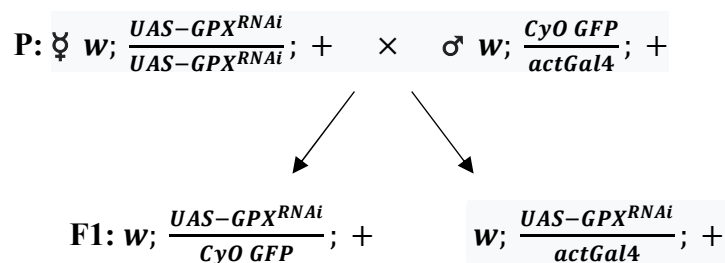 P: ☿ w; UAS−GPX^RNAi / UAS−GPX^RNAi ; + × ♂ w; CyO GFP / actGal4 ; +
F1: w; UAS−GPX^RNAi / CyO GFP ; + w; UAS−GPX^RNAi / actGal4 ; +